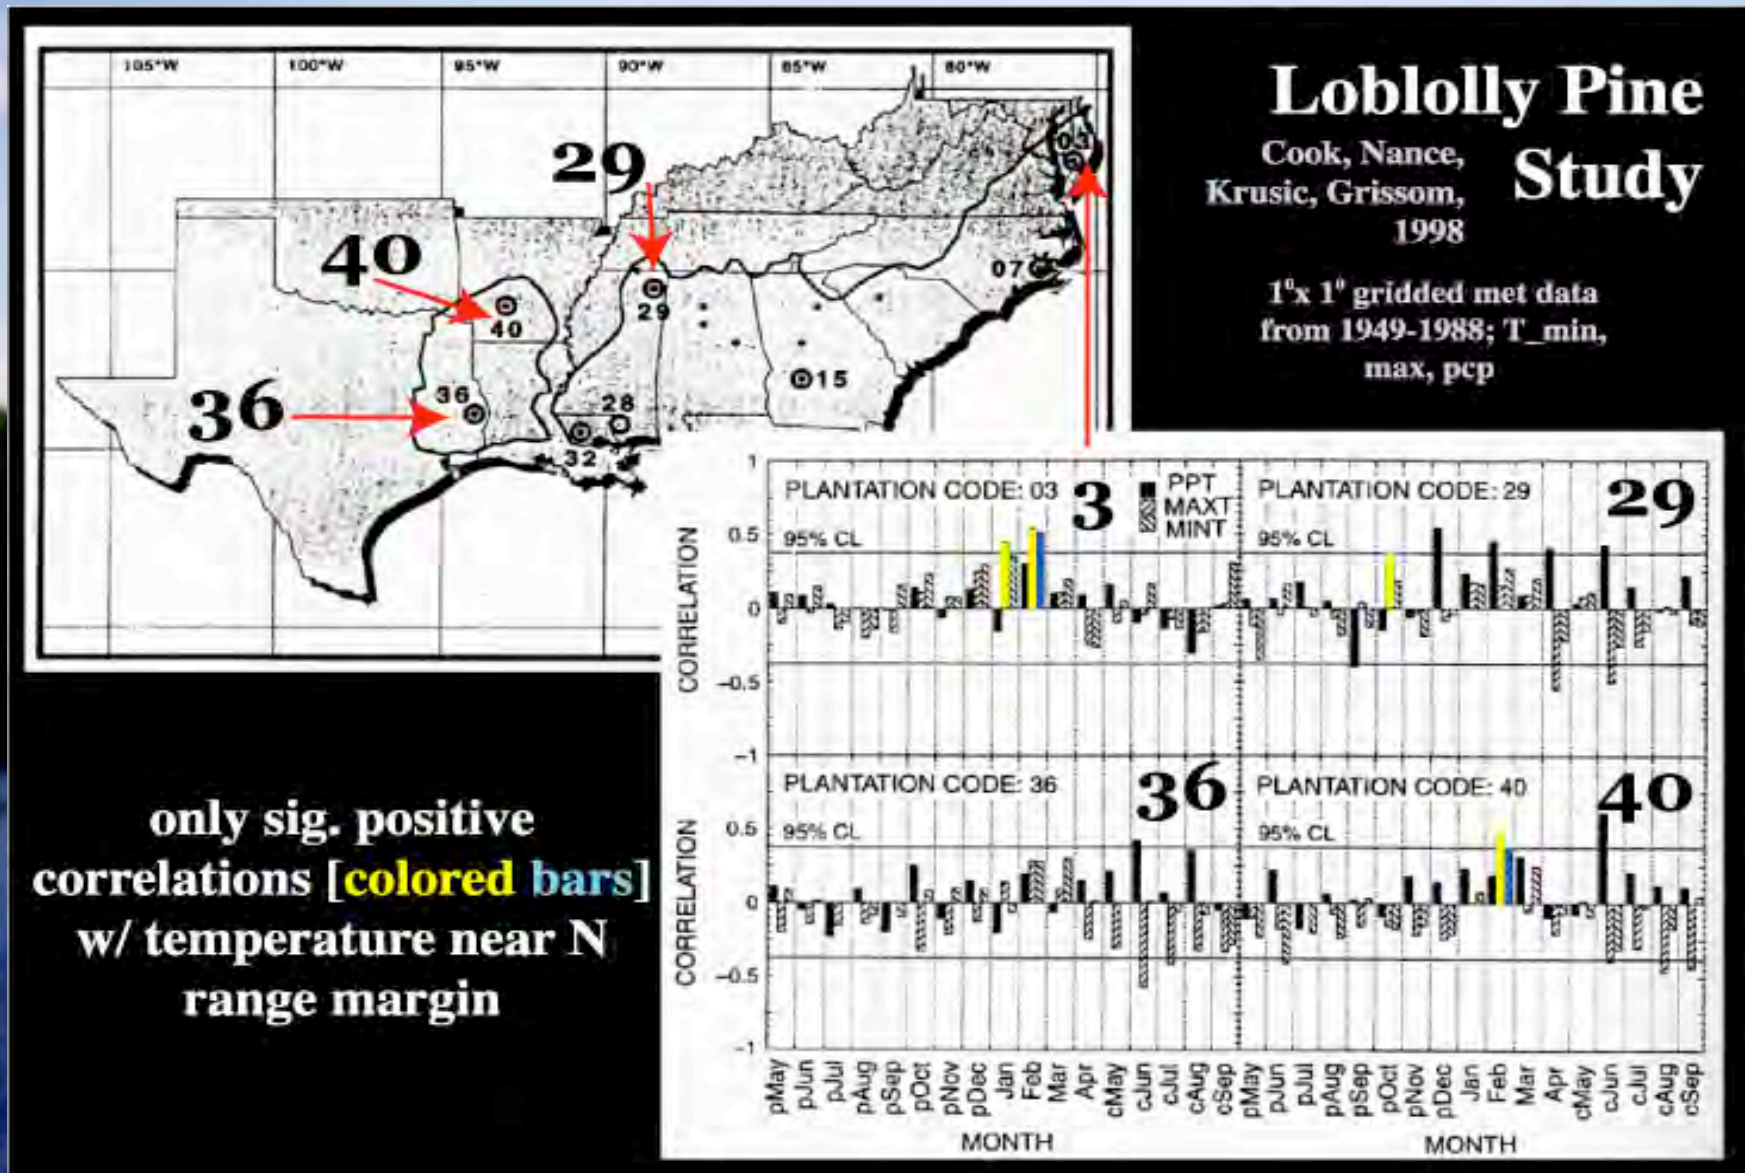 105°W 100°W 95°W 90°W 85°W 80°W
29
40
36
03
07
29
40
15
36
28
32
Loblolly Pine
Study
Cook, Nance,
Krusic, Grissom,
1998
1°x 1° gridded met data
from 1949-1988; T_min,
max, pcp
only sig. positive
correlations [colored bars]
w/ temperature near N
range margin
PLANTATION CODE: 03
3
PPT
MAXT
MINT
95% CL
PLANTATION CODE: 29
29
95% CL
PLANTATION CODE: 36
36
95% CL
PLANTATION CODE: 40
40
95% CL
1
0.5
0
-0.5
-1
0.5
0
-0.5
-1
CORRELATION
CORRELATION
pMay pJun pJul pAug pSep pOct pNov pDec Jan Feb Mar Apr cMay cJun cJul cAug cSep
pMay pJun pJul pAug pSep pOct pNov pDec Jan Feb Mar Apr cMay cJun cJul cAug cSep
MONTH
MONTH